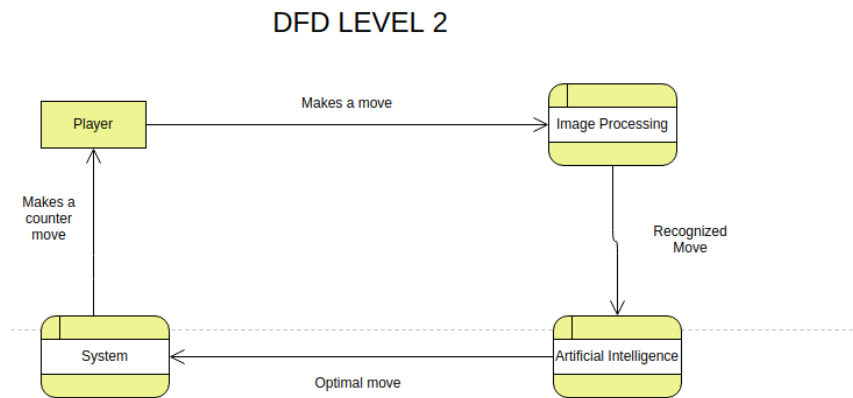 DFD LEVEL 2
Makes a move
Player
Image Processing
Makes a
counter
move
Recognized
Move
System
Artificial Intelligence
Optimal move